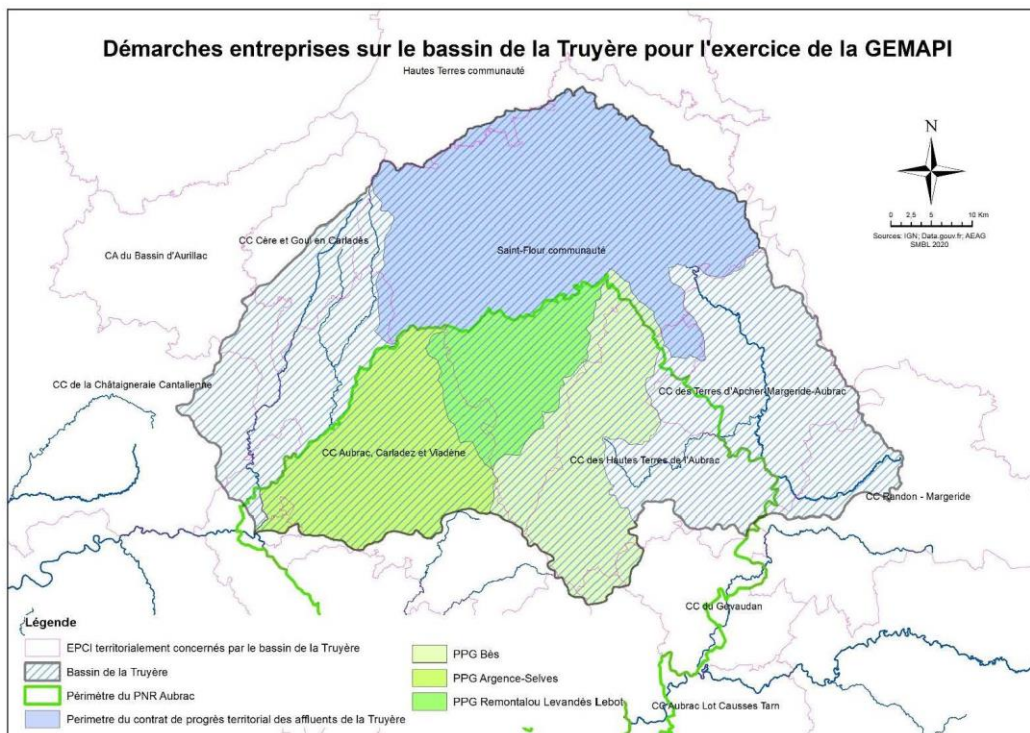 Démarches entreprises sur le bassin de la Truyère pour l'exercice de la GEMAPI
Hautes Terres communauté
N
0 2,5 5 10 Km
Sources: IGN; Data.gouv.fr; AEAG
SMBL 2020
CC Cère et Goul en Carladès
CA du Bassin d'Aurillac
Saint-Flour communauté
CC de la Châtaigneraie Cantalienne
CC des Terres d'Apcher-Margeride-Aubrac
CC Aubrac, Carladez et Viadène
CC des Hautes Terres de l'Aubrac
CC Randon - Margeride
CC du Gévaudan
CC Aubrac Lot Causses Tarn
Légende
EPCI territorialement concernés par le bassin de la Truyère
Bassin de la Truyère
Périmètre du PNR Aubrac
Perimetre du contrat de progrès territorial des affluents de la Truyère
PPG Bès
PPG Argence-Selves
PPG Remontalou Levandès Lebot